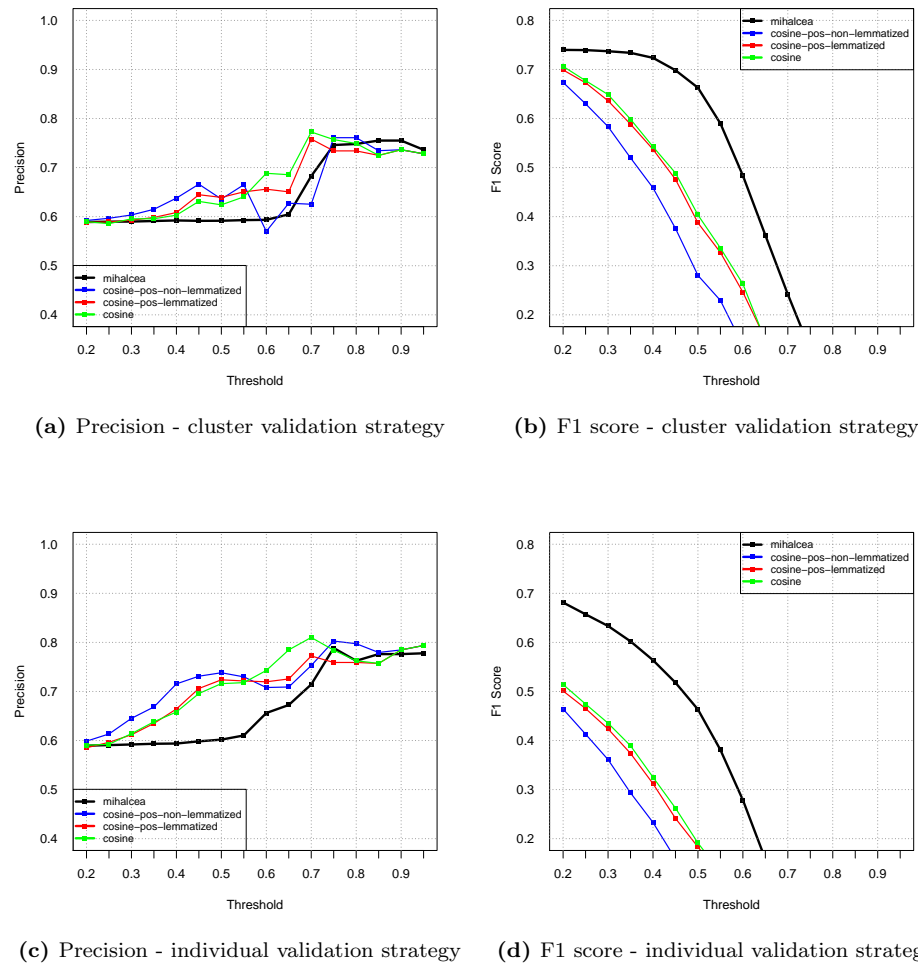 1.0
0.9
0.8
0.7
0.6
0.5
0.4
Precision
mihalcea
cosine-pos-non-lemmatized
cosine-pos-lemmatized
cosine
0.2 0.3 0.4 0.5 0.6 0.7 0.8 0.9
Threshold
(a) Precision - cluster validation strategy
0.8
0.7
0.6
0.5
0.4
0.3
0.2
F1 Score
mihalcea
cosine-pos-non-lemmatized
cosine-pos-lemmatized
cosine
0.2 0.3 0.4 0.5 0.6 0.7 0.8 0.9
Threshold
(b) F1 score - cluster validation strategy
1.0
0.9
0.8
0.7
0.6
0.5
0.4
Precision
mihalcea
cosine-pos-non-lemmatized
cosine-pos-lemmatized
cosine
0.2 0.3 0.4 0.5 0.6 0.7 0.8 0.9
Threshold
(c) Precision - individual validation strategy
0.8
0.7
0.6
0.5
0.4
0.3
0.2
F1 Score
mihalcea
cosine-pos-non-lemmatized
cosine-pos-lemmatized
cosine
0.2 0.3 0.4 0.5 0.6 0.7 0.8 0.9
Threshold
(d) F1 score - individual validation